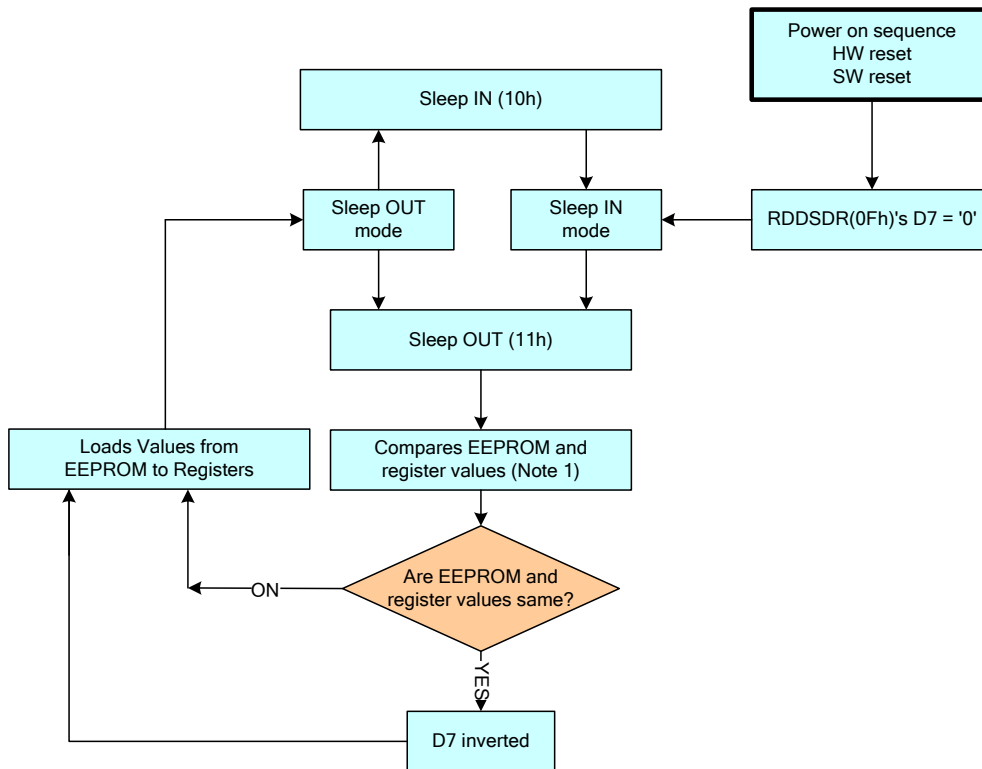 Power on sequence
HW reset
SW reset
Sleep IN (10h)
Sleep OUT
mode
Sleep IN
mode
RDDSDR(0Fh)'s D7 = '0'
Sleep OUT (11h)
Loads Values from
EEPROM to Registers
Compares EEPROM and
register values (Note 1)
Are EEPROM and
register values same?
ON
YES
D7 inverted